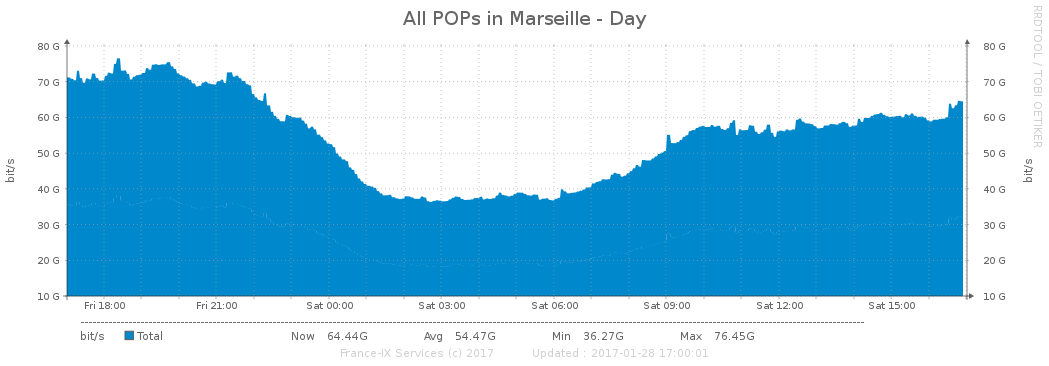 All POPs in Marseille - Day
RRDTOOL / TOBI OETIKER
80 G 80 G
70 G 70 G
60 G 60 G
50 G 50 G
40 G 40 G
30 G 30 G
20 G 20 G
10 G 10 G
bit/s
bit/s
Fri 18:00 Fri 21:00 Sat 00:00 Sat 03:00 Sat 06:00 Sat 09:00 Sat 12:00 Sat 15:00
bit/s Total Now 64.44G Avg 54.47G Min 36.27G Max 76.45G
France-IX Services (c) 2017 Updated : 2017-01-28 17:00:01